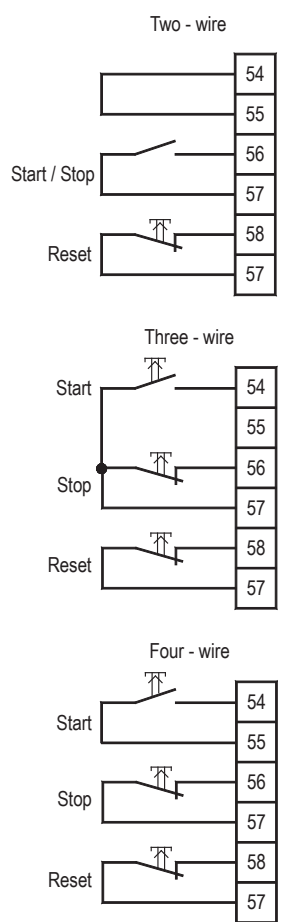 Two - wire
54
55
56
Start / Stop
57
58
Reset
57
Three - wire
Start
54
55
56
Stop
57
58
Reset
57
Four - wire
54
Start
55
56
Stop
57
58
Reset
57